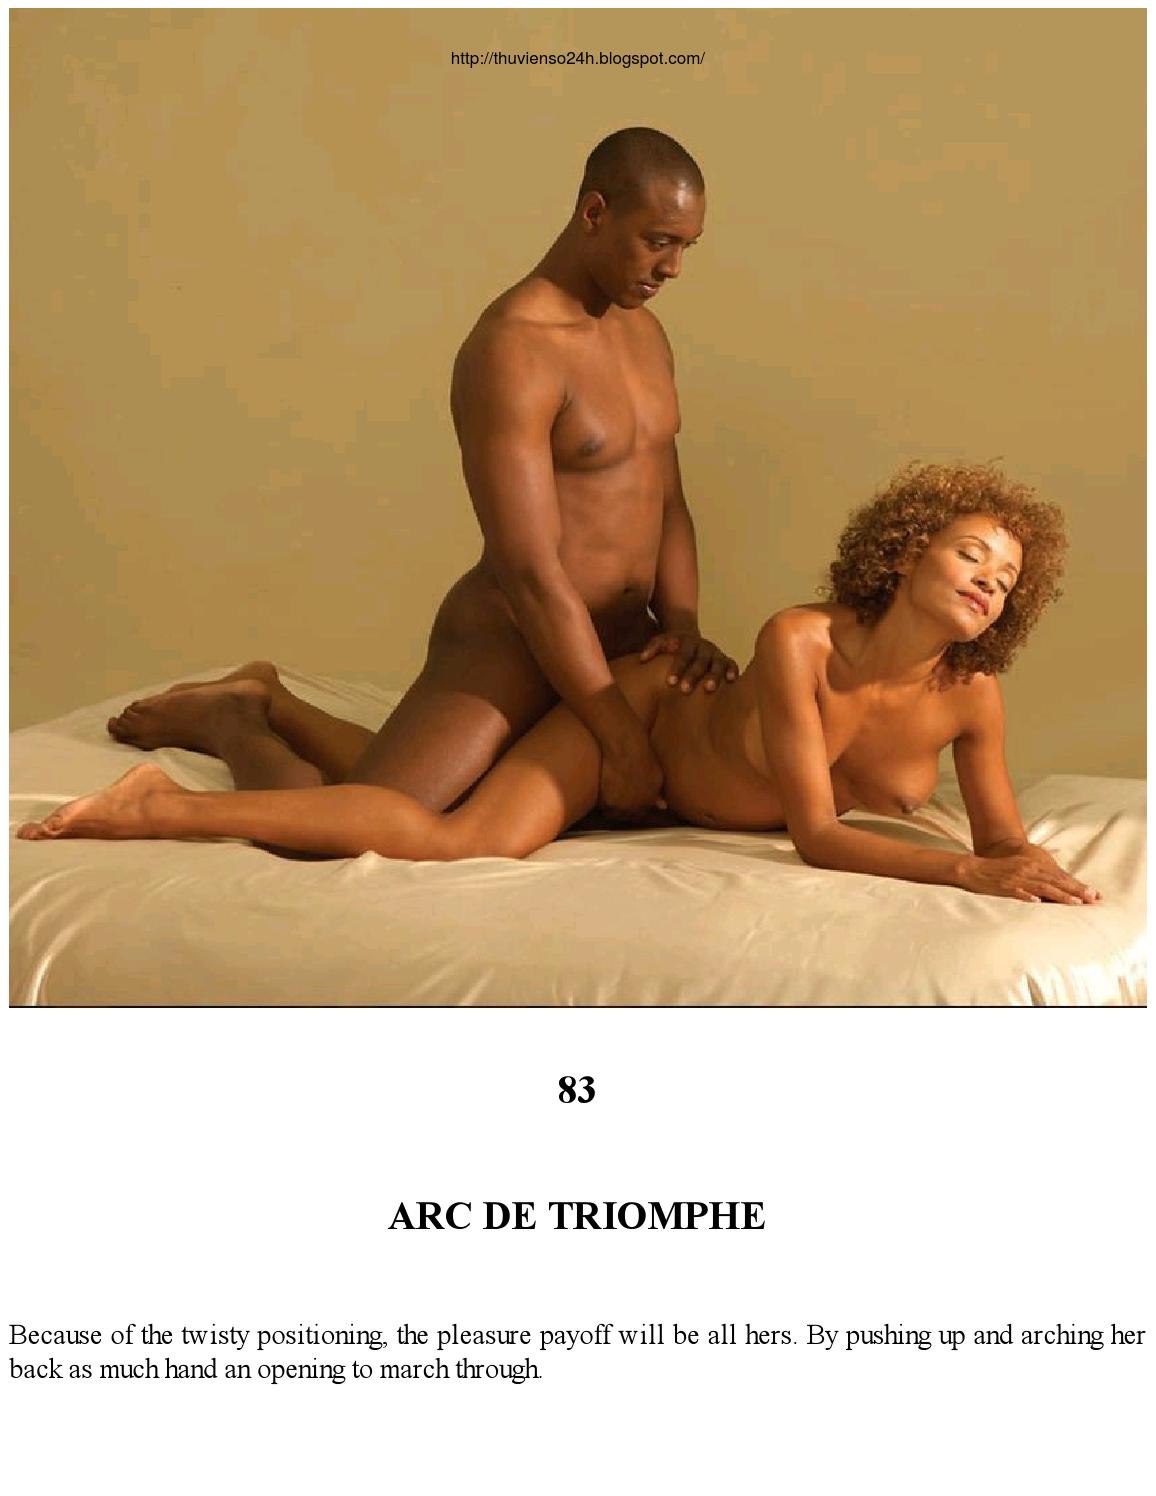 http://thuvienso24h.blogspot.com/
83
ARC DE TRIOMPHE
Because of the twisty positioning, the pleasure payoff will be all hers. By pushing up and arching her
back as much hand an opening to march through.